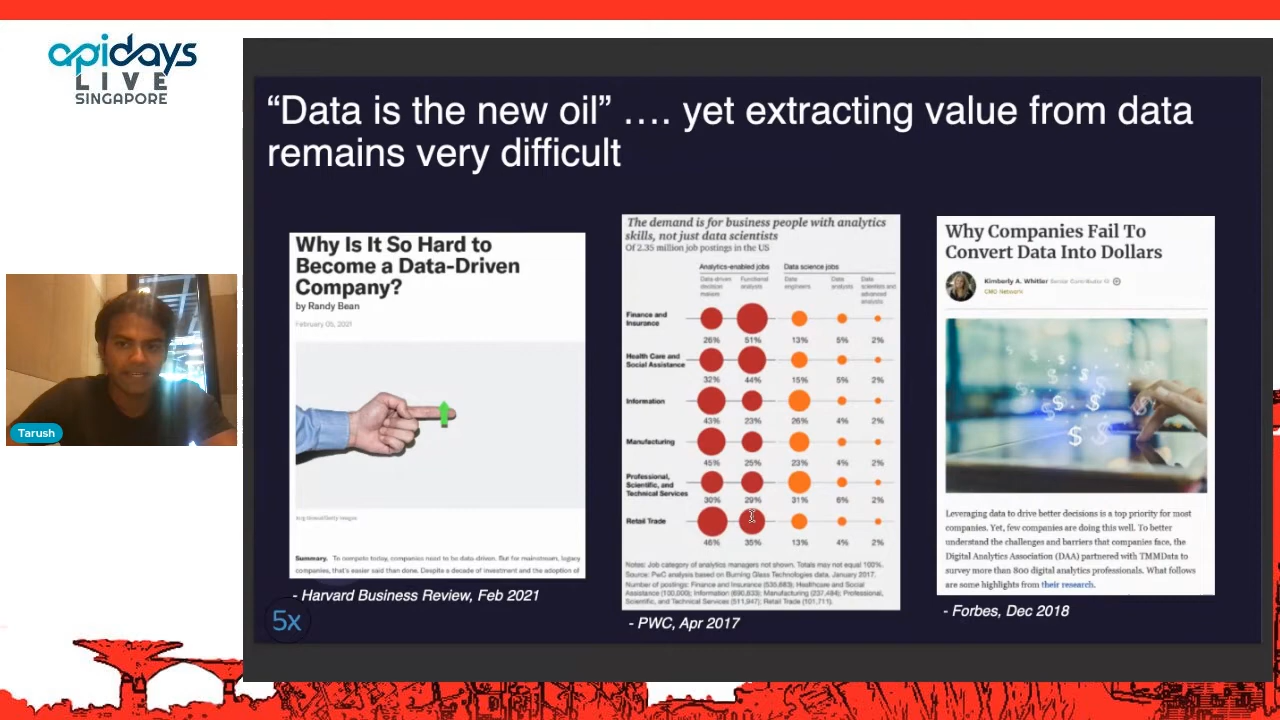 apidays
LIVE
SINGAPORE
“Data is the new oil” …. yet extracting value from data
remains very difficult
Why Is It So Hard to
Become a Data-Driven
Company?
by Randy Bean
February 05, 2021
Summary. To compete today, companies need to be data-driven. But for mainstream, legacy
companies, that's easier said than done. Despite a decade of investment and the adoption of
- Harvard Business Review, Feb 2021
5x
The demand is for business people with analytics
skills, not just data scientists
Of 2.35 million job postings in the US
Analytics-enabled jobs Data science jobs
Data-driven decision makers
Functional analysts
Data engineers
Data analysts
Data scientists and advanced analysts
Finance and
Insurance
26% 51% 13% 5% 2%
Health Care and
Social Assistance
32% 44% 15% 5% 2%
Information
43% 23% 26% 4% 2%
Manufacturing
45% 25% 23% 4% 2%
Professional,
Scientific, and
Technical Services
30% 29% 31% 6% 2%
Retail Trade
46% 35% 13% 4% 2%
Notes: Job category of analytics managers not shown. Totals may not equal 100%.
Source: PwC analysis based on Burning Glass Technologies data, January 2017.
Number of postings: Finance and Insurance (535,683); Healthcare and Social
Assistance (100,000); Information (690,833); Manufacturing (237,484); Professional,
Scientific, and Technical Services (511,947); Retail Trade (101,711).
- PWC, Apr 2017
Why Companies Fail To
Convert Data Into Dollars
Kimberly A. Whitler Senior Contributor
CMO Network
Leveraging data to drive better decisions is a top priority for most
companies. Yet, few companies are doing this well. To better
understand the challenges and barriers that companies face, the
Digital Analytics Association (DAA) partnered with TMMData to
survey more than 800 digital analytics professionals. What follows
are some highlights from their research.
- Forbes, Dec 2018
Tarush